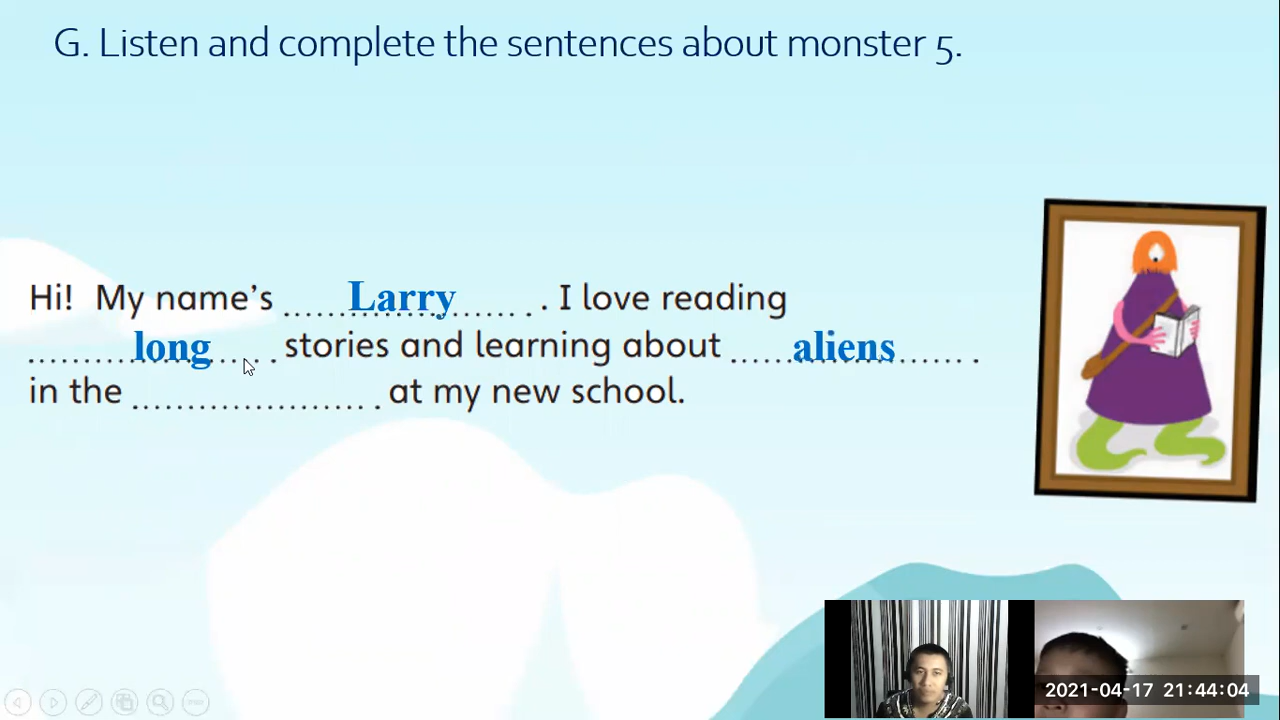 G. Listen and complete the sentences about monster 5.
Hi! My name's ......Larry............ . I love reading
............long....... . stories and learning about ......aliens............ .
in the ..................... . at my new school.
2021-04-17 21:44:04